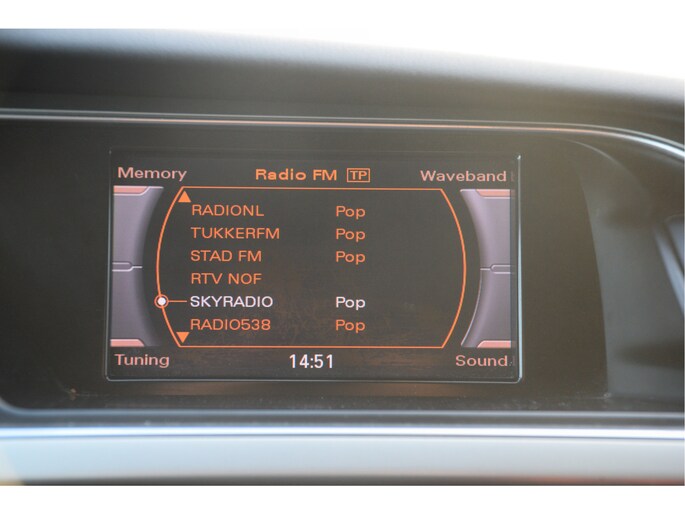 Memory Radio FM TP Waveband
RADIONL Pop
TUKKERFM Pop
STAD FM Pop
RTV NOF
SKYRADIO Pop
RADIO538 Pop
Tuning 14:51 Sound